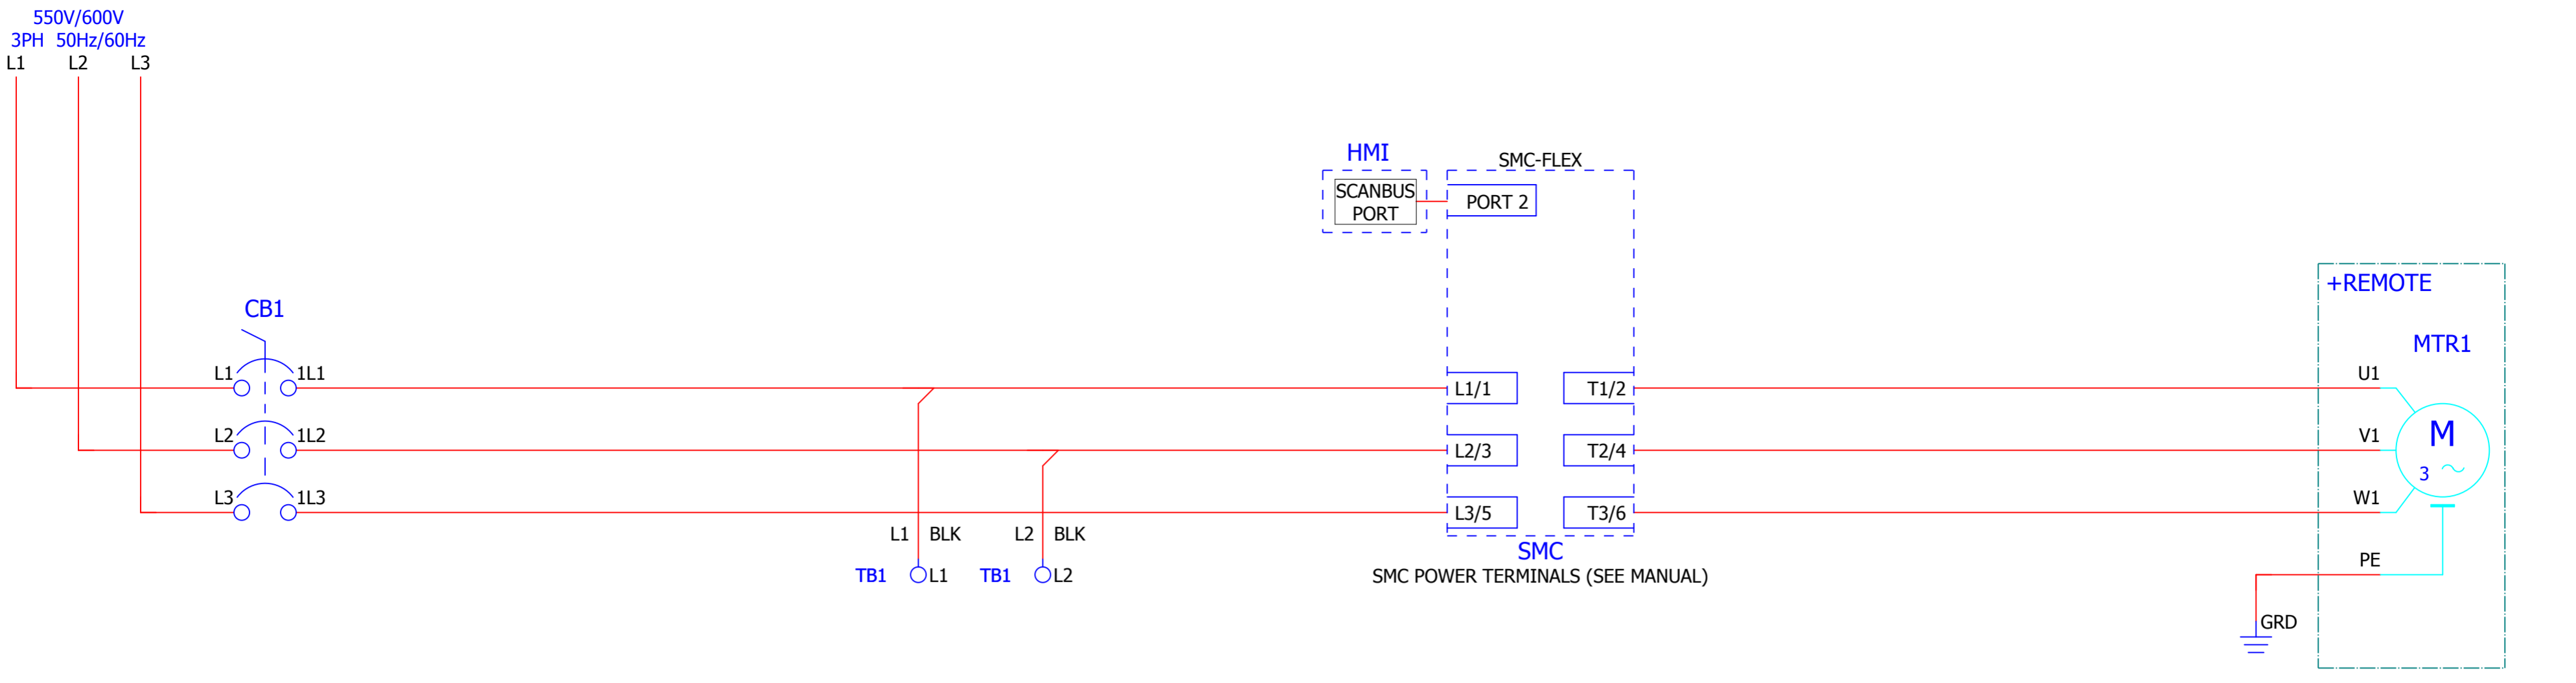 550V/600V
3PH 50Hz/60Hz
L1 L2 L3
HMI
SCANBUS
PORT
SMC-FLEX
PORT 2
+REMOTE
MTR1
CB1
L1 1L1
L2 1L2
L3 1L3
L1/1 T1/2
L2/3 T2/4
L3/5 T3/6
U1
V1
W1
M
3
PE
GRD
L1 BLK
L2 BLK
TB1 L1
TB1 L2
SMC
SMC POWER TERMINALS (SEE MANUAL)